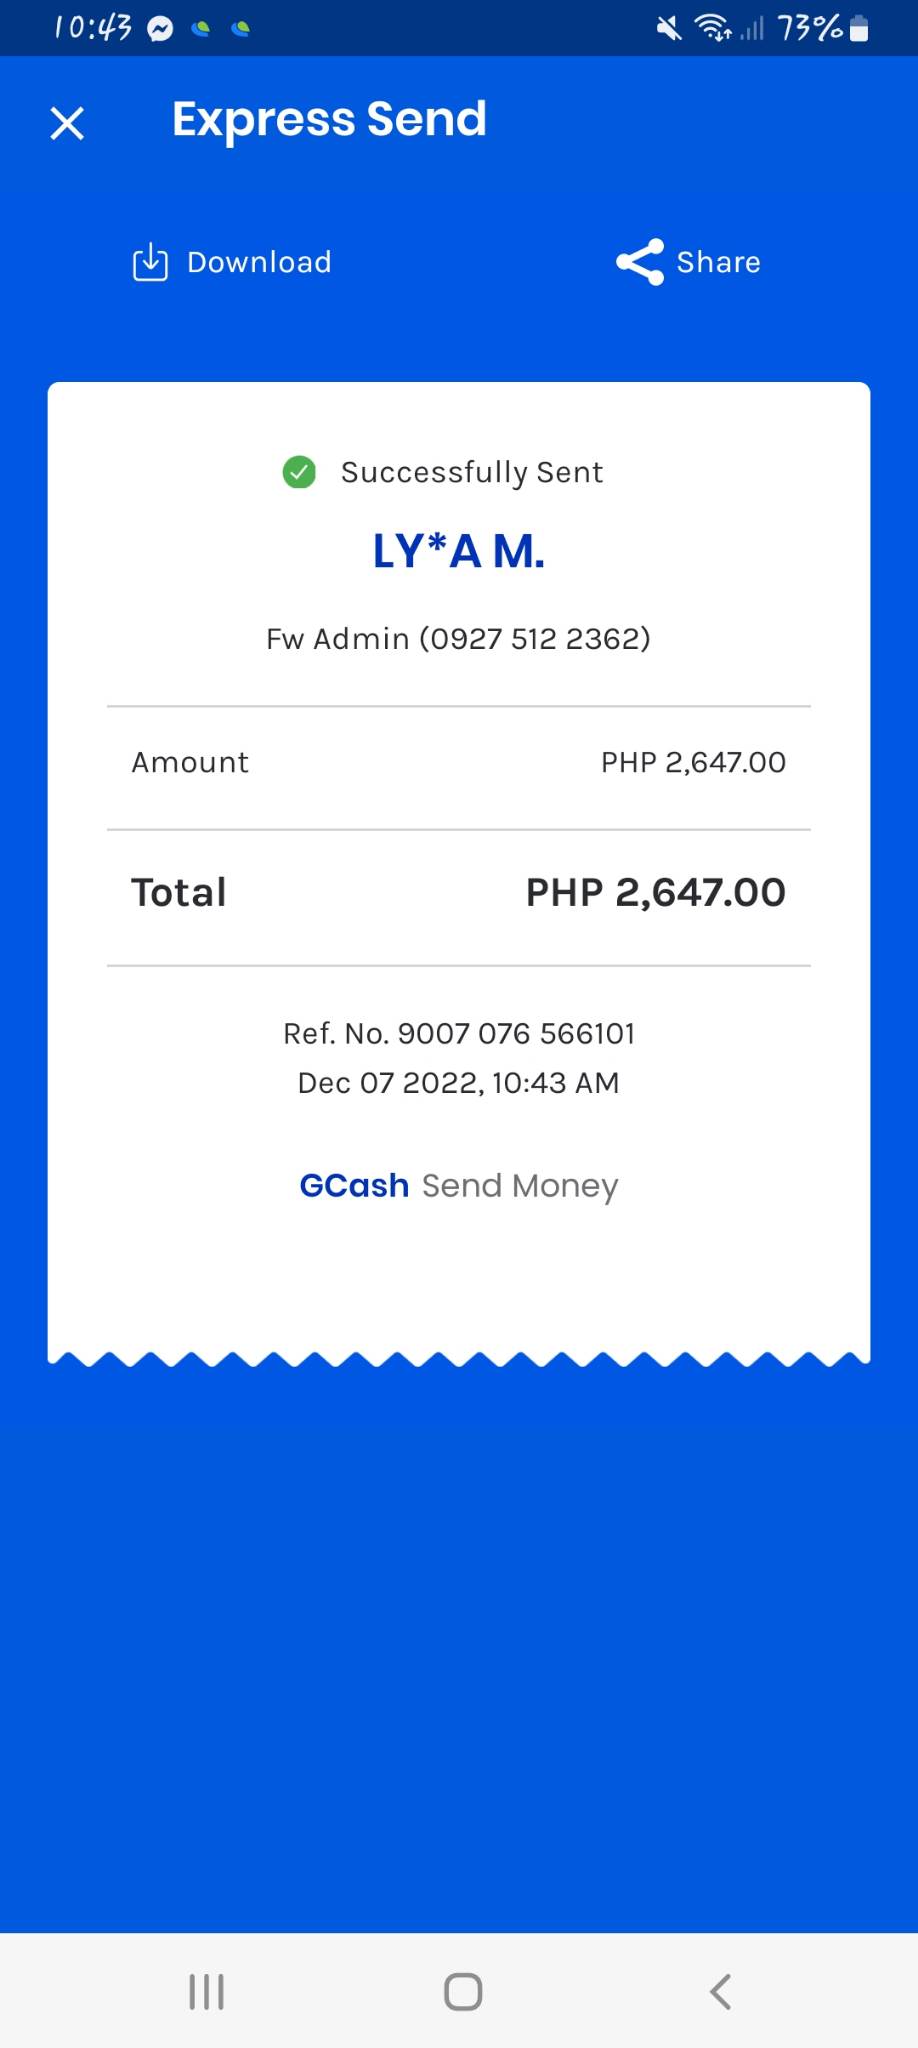 10:43 73%
Express Send
Download Share
Successfully Sent
LY*A M.
Fw Admin (0927 512 2362)
Amount PHP 2,647.00
Total PHP 2,647.00
Ref. No. 9007 076 566101
Dec 07 2022, 10:43 AM
GCash Send Money